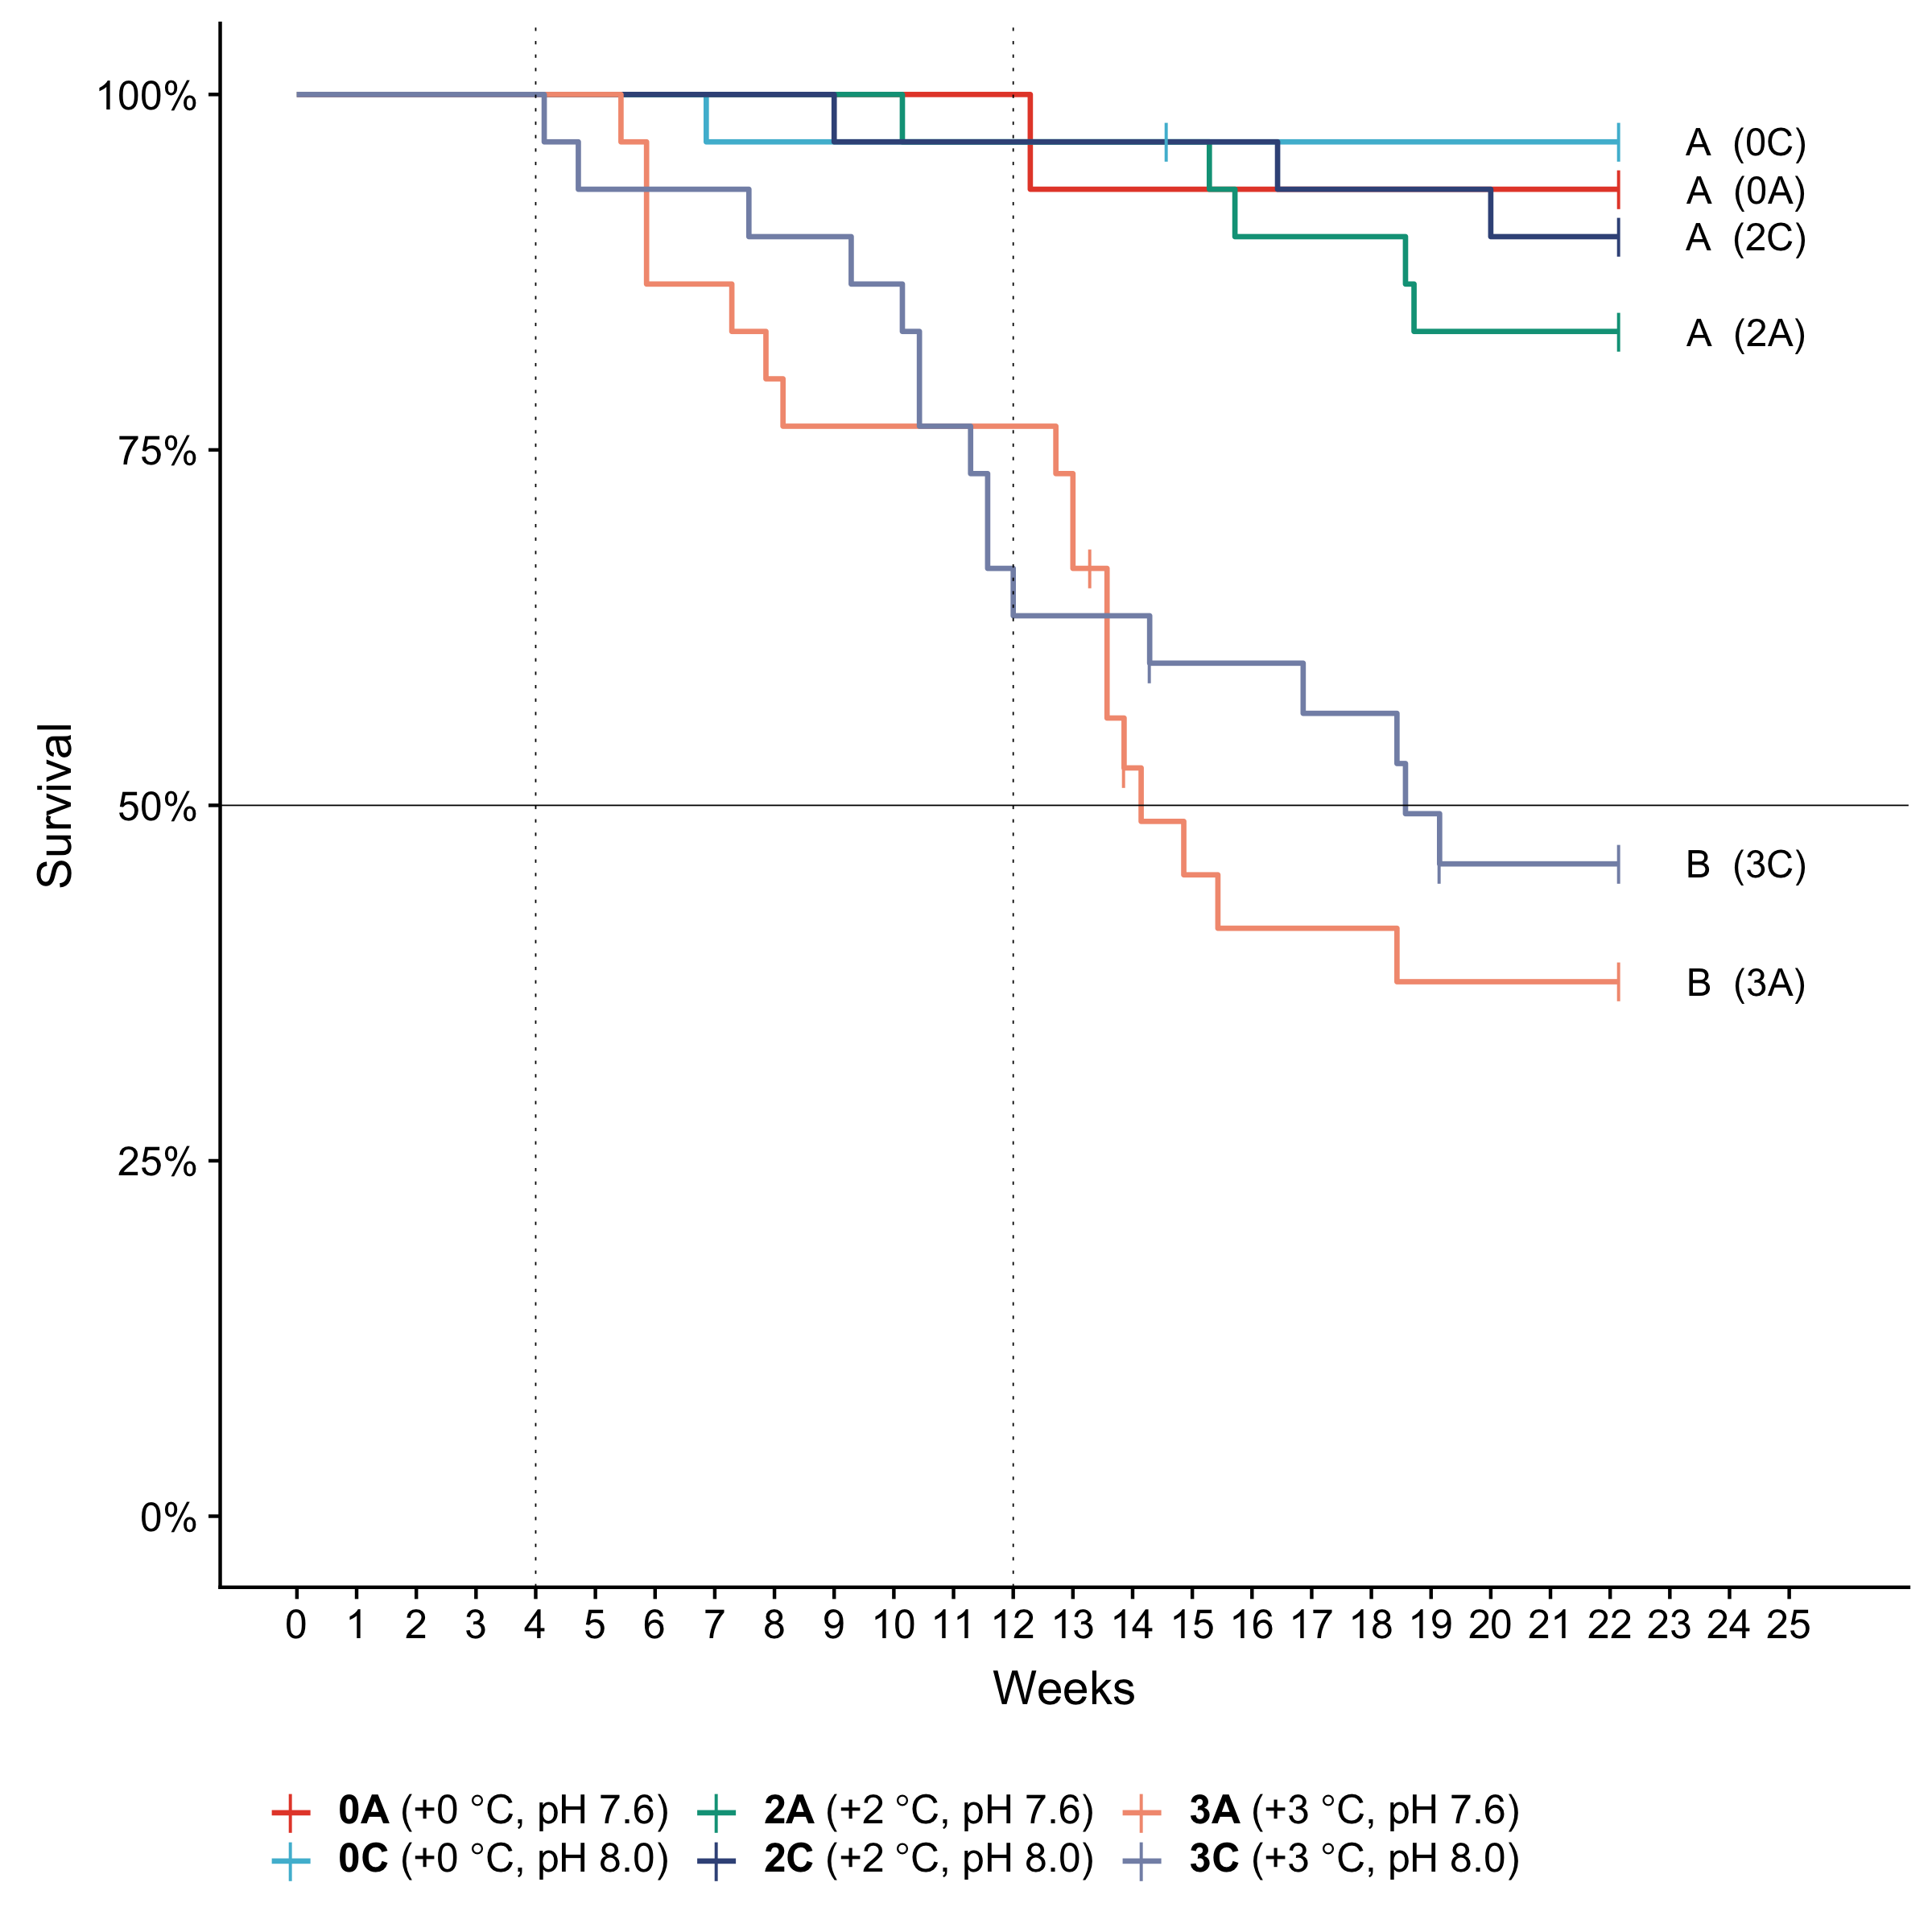 100%
A (0C)
A (0A)
A (2C)
A (2A)
75%
Survival
50%
B (3C)
B (3A)
25%
0%
0 1 2 3 4 5 6 7 8 9 10 11 12 13 14 15 16 17 18 19 20 21 22 23 24 25
Weeks
0A (+0 °C, pH 7.6) 2A (+2 °C, pH 7.6) 3A (+3 °C, pH 7.6)
0C (+0 °C, pH 8.0) 2C (+2 °C, pH 8.0) 3C (+3 °C, pH 8.0)